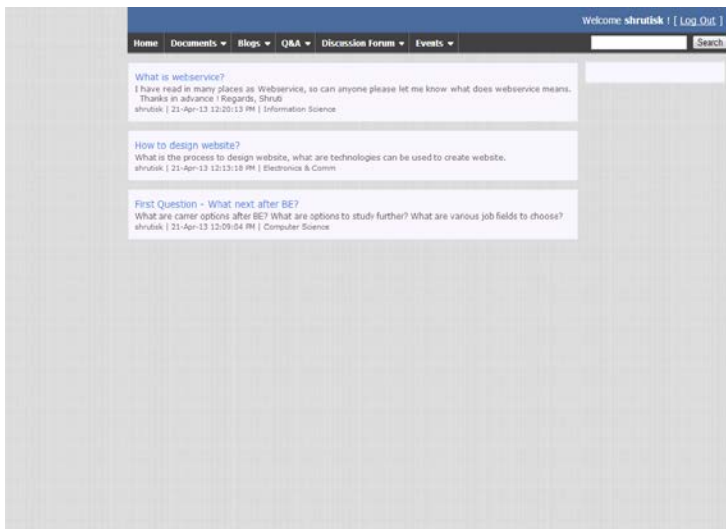 Welcome shrutisk ! [ Log Out ]
Home Documents Blogs Q&A Discussion Forum Events Search
What is webservice?
I have read in many places as Webservice, so can anyone please let me know what does webservice means.
Thanks in advance ! Regards, Shruti
shrutisk | 21-Apr-13 12:20:13 PM | Information Science
How to design website?
What is the process to design website, what are technologies can be used to create website.
shrutisk | 21-Apr-13 12:13:18 PM | Electronics & Comm
First Question - What next after BE?
What are carrer options after BE? What are options to study further? What are various job fields to choose?
shrutisk | 21-Apr-13 12:09:04 PM | Computer Science